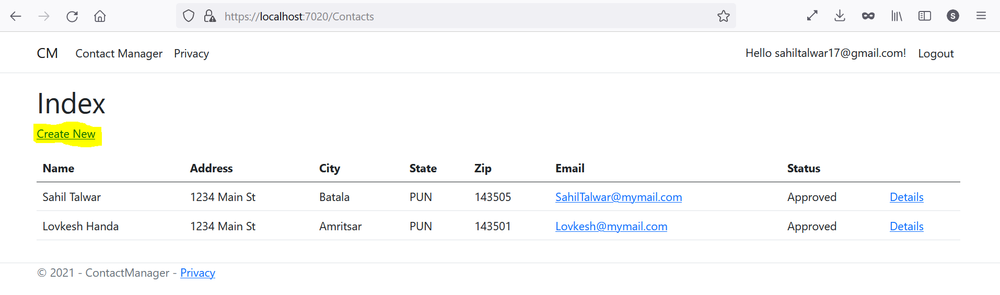 https://localhost:7020/Contacts
S
CM Contact Manager Privacy Hello sahiltalwar17@gmail.com! Logout
Index
Create New
Name Address City State Zip Email Status
Sahil Talwar 1234 Main St Batala PUN 143505 SahilTalwar@mymail.com Approved Details
Lovkesh Handa 1234 Main St Amritsar PUN 143501 Lovkesh@mymail.com Approved Details
© 2021 - ContactManager - Privacy